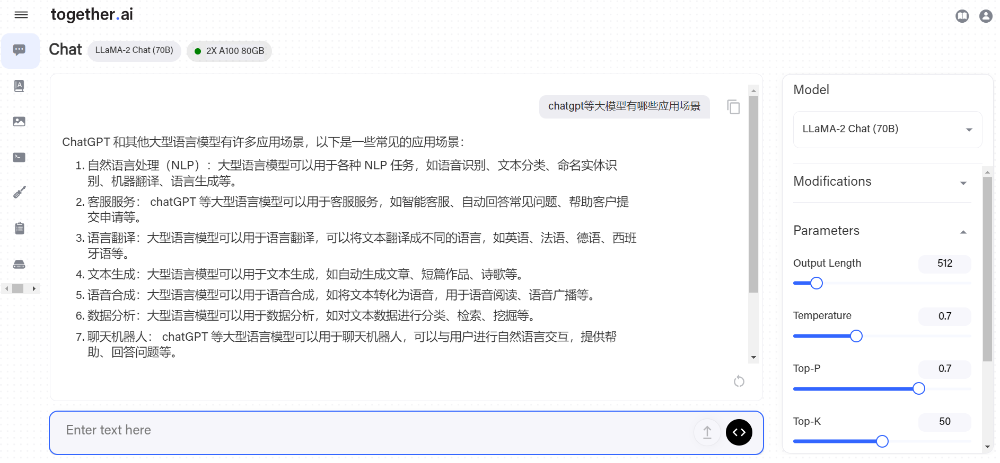 together.ai
Chat
LLaMA-2 Chat (70B)
2X A100 80GB
chatgpt等大模型有哪些应用场景
ChatGPT 和其他大型语言模型有许多应用场景，以下是一些常见的应用场景：
1. 自然语言处理（NLP）：大型语言模型可以用于各种 NLP 任务，如语音识别、文本分类、命名实体识
别、机器翻译、语言生成等。
2. 客服服务： chatGPT 等大型语言模型可以用于客服服务，如智能客服、自动回答常见问题、帮助客户提
交申请等。
3. 语言翻译：大型语言模型可以用于语言翻译，可以将文本翻译成不同的语言，如英语、法语、德语、西班
牙语等。
4. 文本生成：大型语言模型可以用于文本生成，如自动生成文章、短篇作品、诗歌等。
5. 语音合成：大型语言模型可以用于语音合成，如将文本转化为语音，用于语音阅读、语音广播等。
6. 数据分析：大型语言模型可以用于数据分析，如对文本数据进行分类、检索、挖掘等。
7. 聊天机器人： chatGPT 等大型语言模型可以用于聊天机器人，可以与用户进行自然语言交互，提供帮
助、回答问题等。
Enter text here
Model
LLaMA-2 Chat (70B)
Modifications
Parameters
Output Length 512
Temperature 0.7
Top-P 0.7
Top-K 50